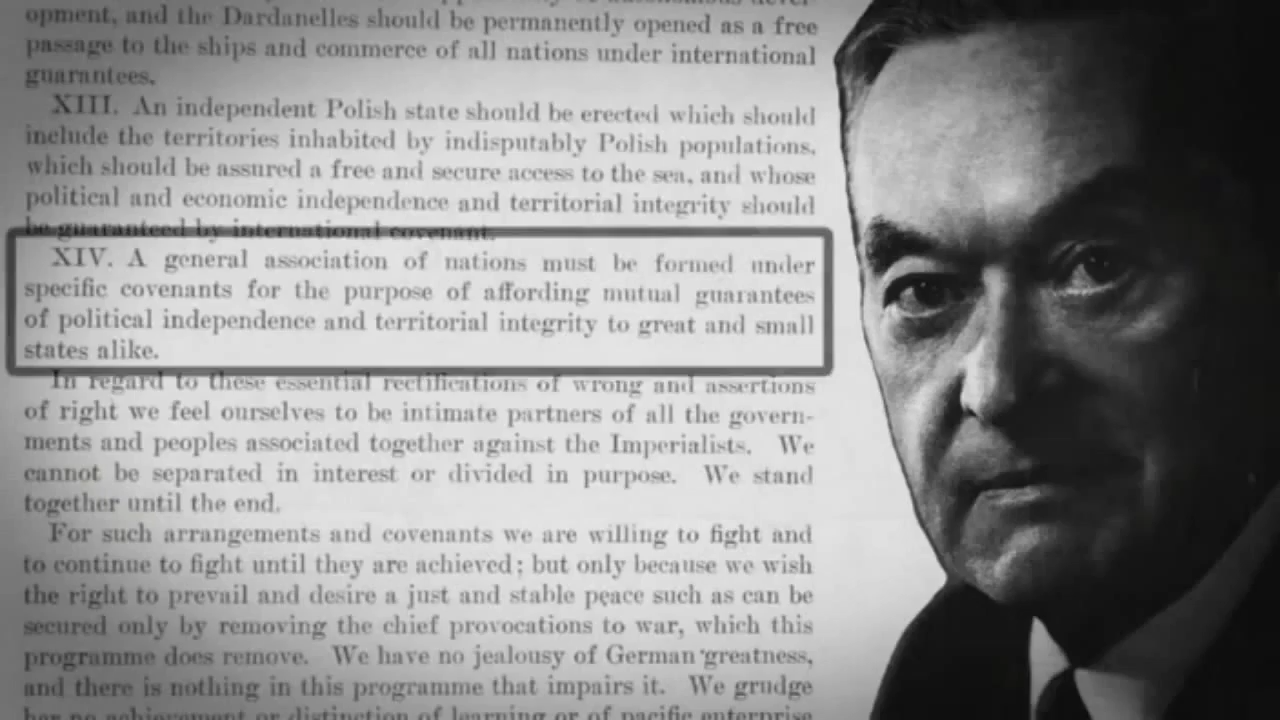 opment, and the Dardanelles should be permanently opened as a free
passage to the ships and commerce of all nations under international
guarantees.
XIII. An independent Polish state should be erected which should
include the territories inhabited by indisputably Polish populations,
which should be assured a free and secure access to the sea, and whose
political and economic independence and territorial integrity should
be guaranteed by international covenant.
XIV. A general association of nations must be formed under
specific covenants for the purpose of affording mutual guarantees
of political independence and territorial integrity to great and small
states alike.
In regard to these essential rectifications of wrong and assertions
of right we feel ourselves to be intimate partners of all the govern-
ments and peoples associated together against the Imperialists. We
cannot be separated in interest or divided in purpose. We stand
together until the end.
For such arrangements and covenants we are willing to fight and
to continue to fight until they are achieved; but only because we wish
the right to prevail and desire a just and stable peace such as can be
secured only by removing the chief provocations to war, which this
programme does remove. We have no jealousy of German greatness,
and there is nothing in this programme that impairs it. We grudge
her no achievement or distinction of learning or of pacific enterprise